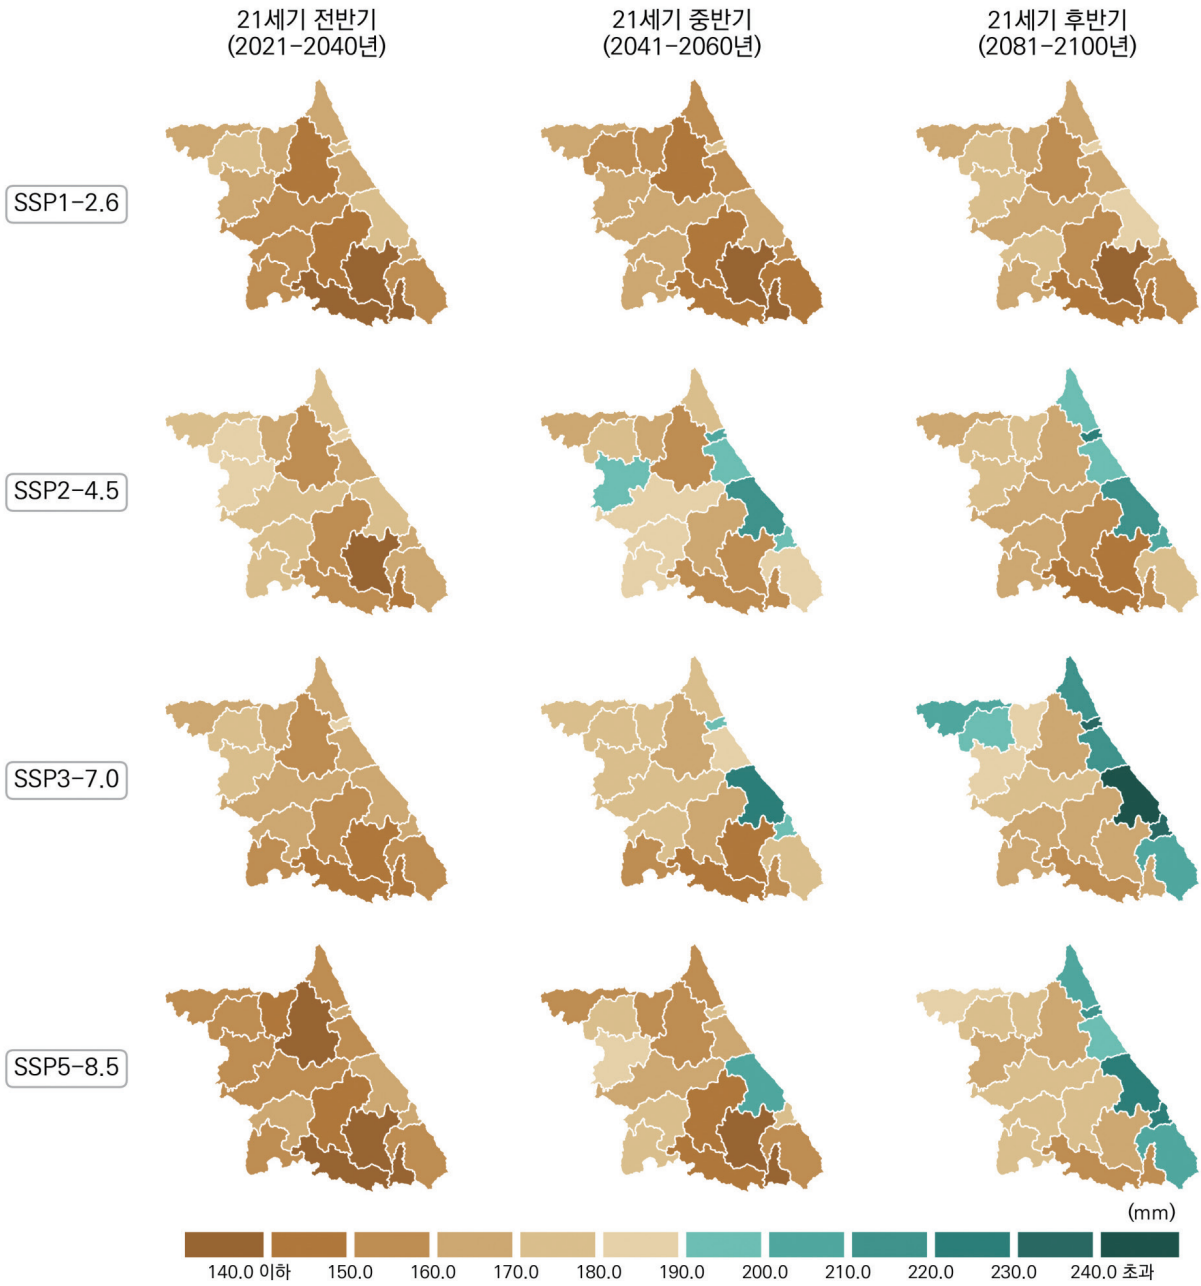 21세기 전반기
(2021-2040년)
21세기 중반기
(2041-2060년)
21세기 후반기
(2081-2100년)
SSP1-2.6
SSP2-4.5
SSP3-7.0
SSP5-8.5
(mm)
140.0 이하 150.0 160.0 170.0 180.0 190.0 200.0 210.0 220.0 230.0 240.0 초과